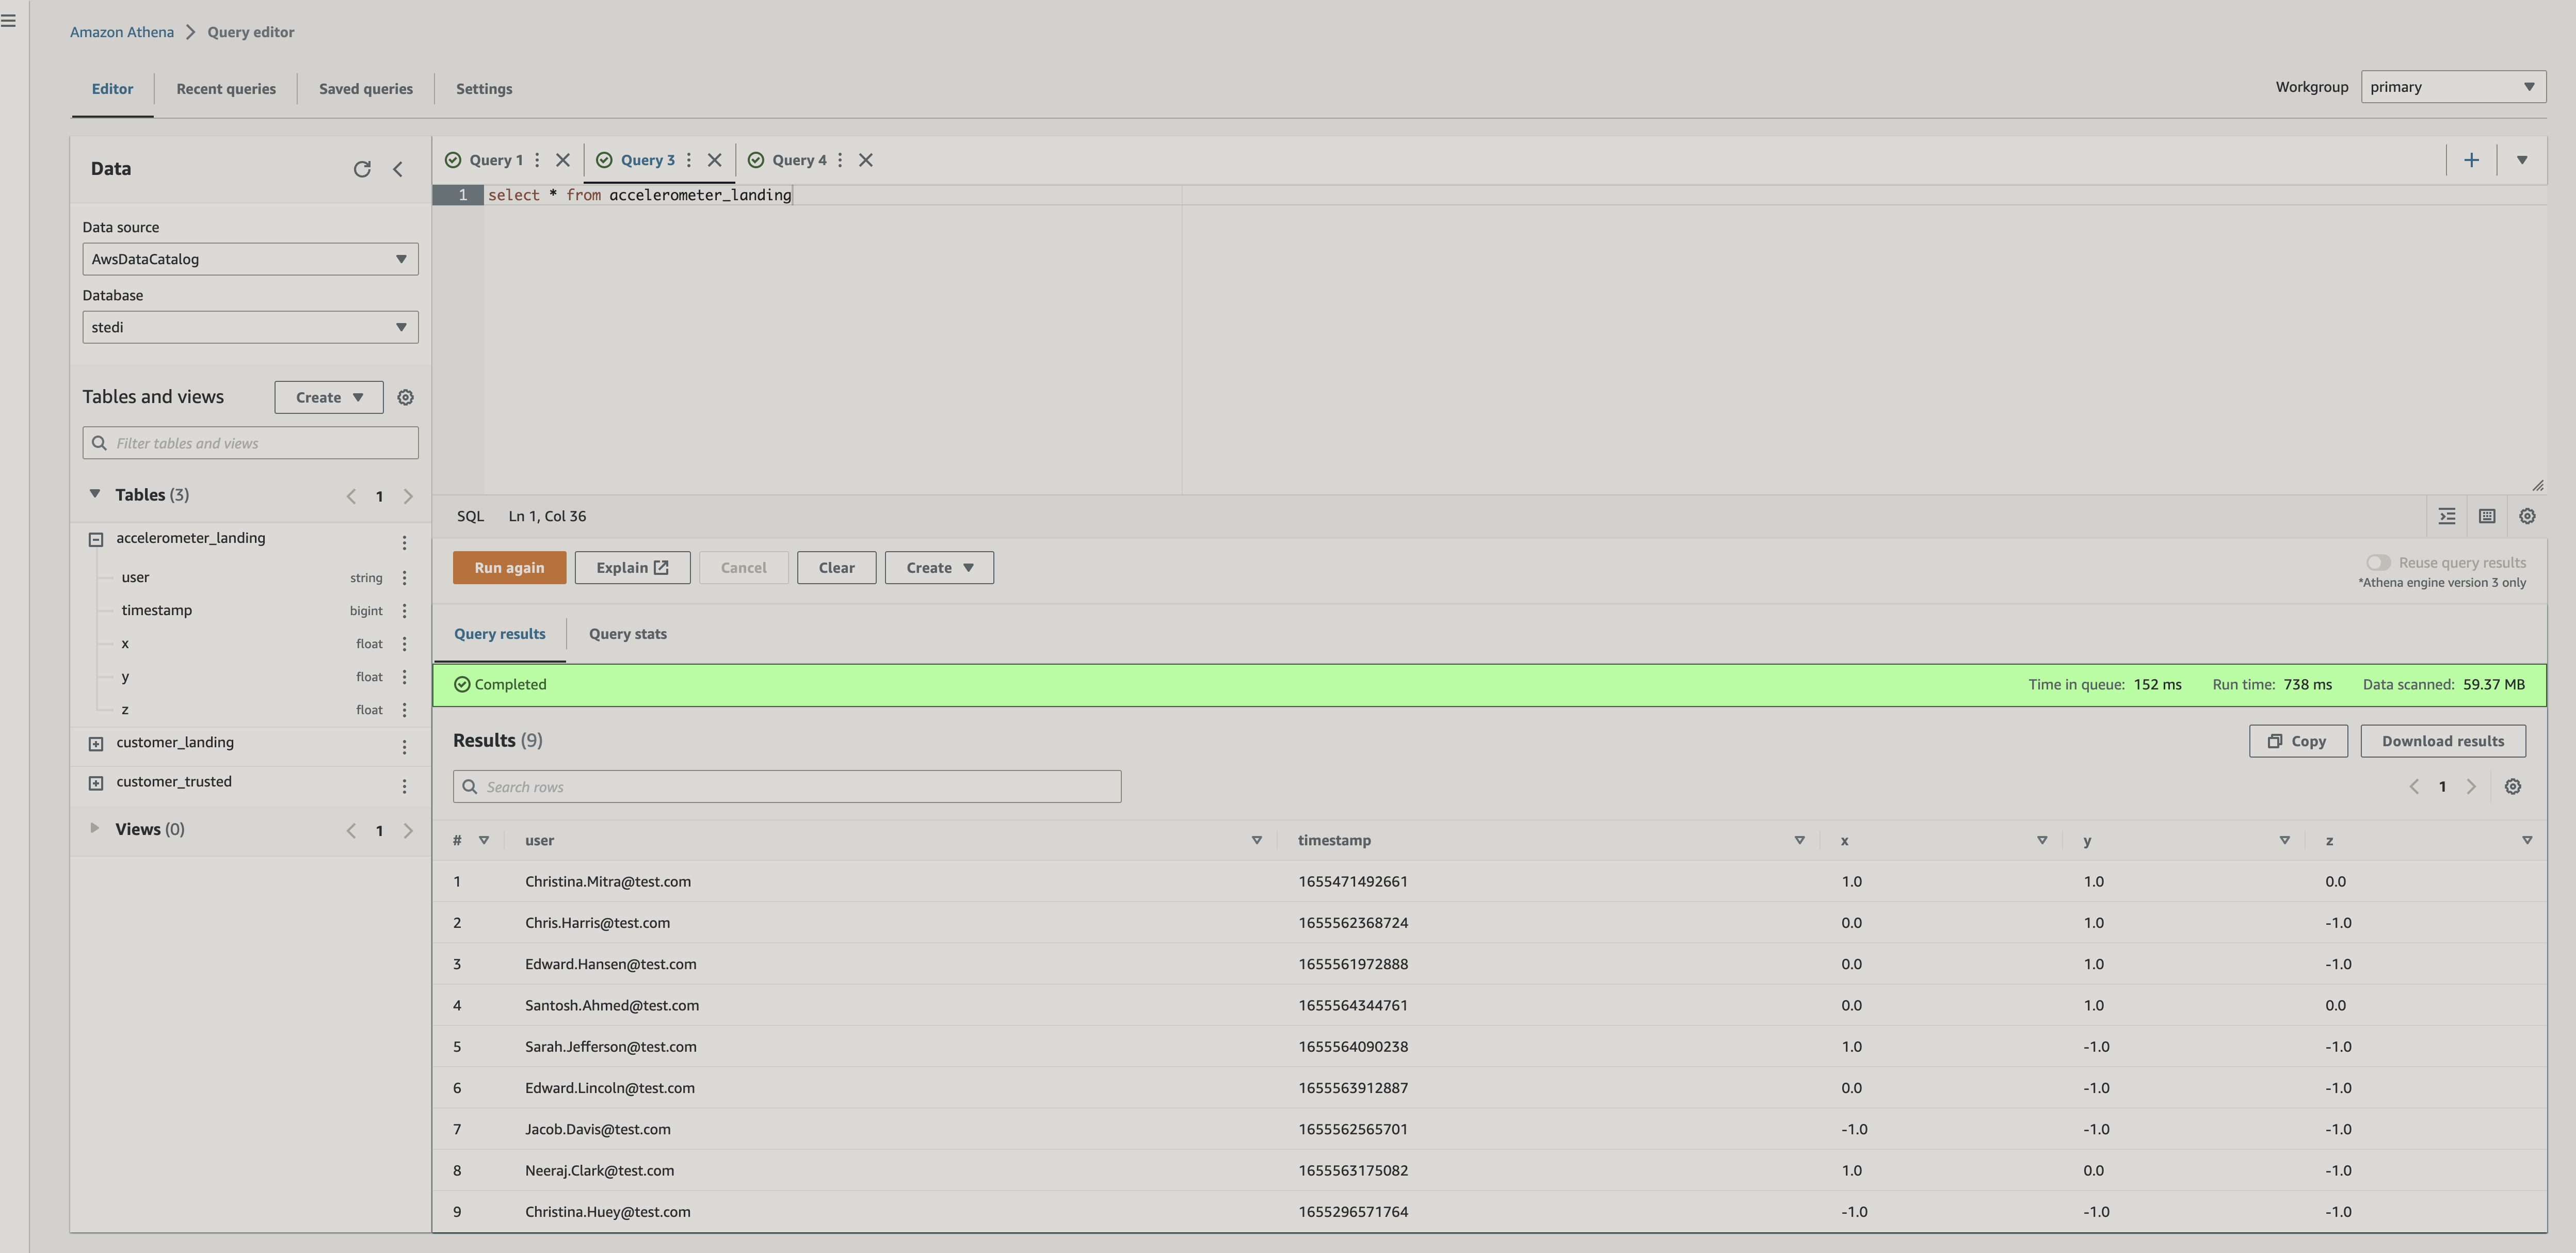 Amazon Athena > Query editor
Editor Recent queries Saved queries Settings
Workgroup primary
Data
Data source
AwsDataCatalog
Database
stedi
Tables and views Create
Filter tables and views
Tables (3) 1
accelerometer_landing
user string
timestamp bigint
x float
y float
z float
customer_landing
customer_trusted
Views (0) 1
Query 1 Query 3 Query 4
1 select * from accelerometer_landing
SQL Ln 1, Col 36
Run again Explain Cancel Clear Create
Reuse query results
*Athena engine version 3 only
Query results Query stats
Completed Time in queue: 152 ms Run time: 738 ms Data scanned: 59.37 MB
Results (9) Copy Download results
Search rows 1
# user timestamp x y z
1 Christina.Mitra@test.com 1655471492661 1.0 1.0 0.0
2 Chris.Harris@test.com 1655562368724 0.0 1.0 -1.0
3 Edward.Hansen@test.com 1655561972888 0.0 1.0 -1.0
4 Santosh.Ahmed@test.com 1655564344761 0.0 1.0 0.0
5 Sarah.Jefferson@test.com 1655564090238 1.0 -1.0 -1.0
6 Edward.Lincoln@test.com 1655563912887 0.0 -1.0 -1.0
7 Jacob.Davis@test.com 1655562565701 -1.0 -1.0 -1.0
8 Neeraj.Clark@test.com 1655563175082 1.0 0.0 -1.0
9 Christina.Huey@test.com 1655296571764 -1.0 -1.0 -1.0